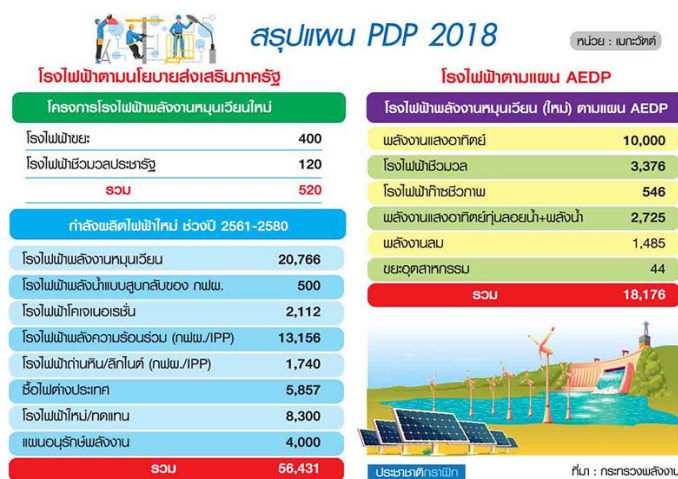 สรุปแผน PDP 2018
หน่วย : เมกะวัตต์
โรงไฟฟ้าตามนโยบายส่งเสริมภาครัฐ
โครงการโรงไฟฟ้าพลังงานหมุนเวียนใหม่
โรงไฟฟ้าขยะ 400
โรงไฟฟ้าชีวมวลประชารัฐ 120
รวม 520
กำลังผลิตไฟฟ้าใหม่ ช่วงปี 2561-2580
โรงไฟฟ้าพลังงานหมุนเวียน 20,766
โรงไฟฟ้าพลังน้ำแบบสูบกลับของ กฟผ. 500
โรงไฟฟ้าโคเจเนอเรชั่น 2,112
โรงไฟฟ้าพลังความร้อนร่วม (กฟผ./IPP) 13,156
โรงไฟฟ้าถ่านหิน/ลิกไนต์ (กฟผ./IPP) 1,740
ซื้อไฟต่างประเทศ 5,857
โรงไฟฟ้าใหม่/ทดแทน 8,300
แผนอนุรักษ์พลังงาน 4,000
รวม 56,431
โรงไฟฟ้าตามแผน AEDP
โรงไฟฟ้าพลังงานหมุนเวียน (ใหม่) ตามแผน AEDP
พลังงานแสงอาทิตย์ 10,000
โรงไฟฟ้าชีวมวล 3,376
โรงไฟฟ้าก๊าซชีวภาพ 546
พลังงานแสงอาทิตย์ทุ่นลอยน้ำ+พลังน้ำ 2,725
พลังงานลม 1,485
ขยะอุตสาหกรรม 44
รวม 18,176
ประชาชาติกราฟิก
ที่มา : กระทรวงพลังงาน